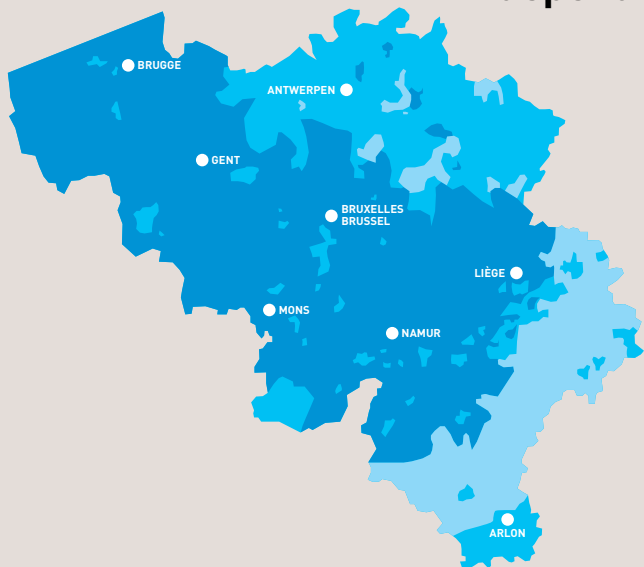 BRUGGE
ANTWERPEN
GENT
BRUXELLES
BRUSSEL
LIÈGE
MONS
NAMUR
ARLON